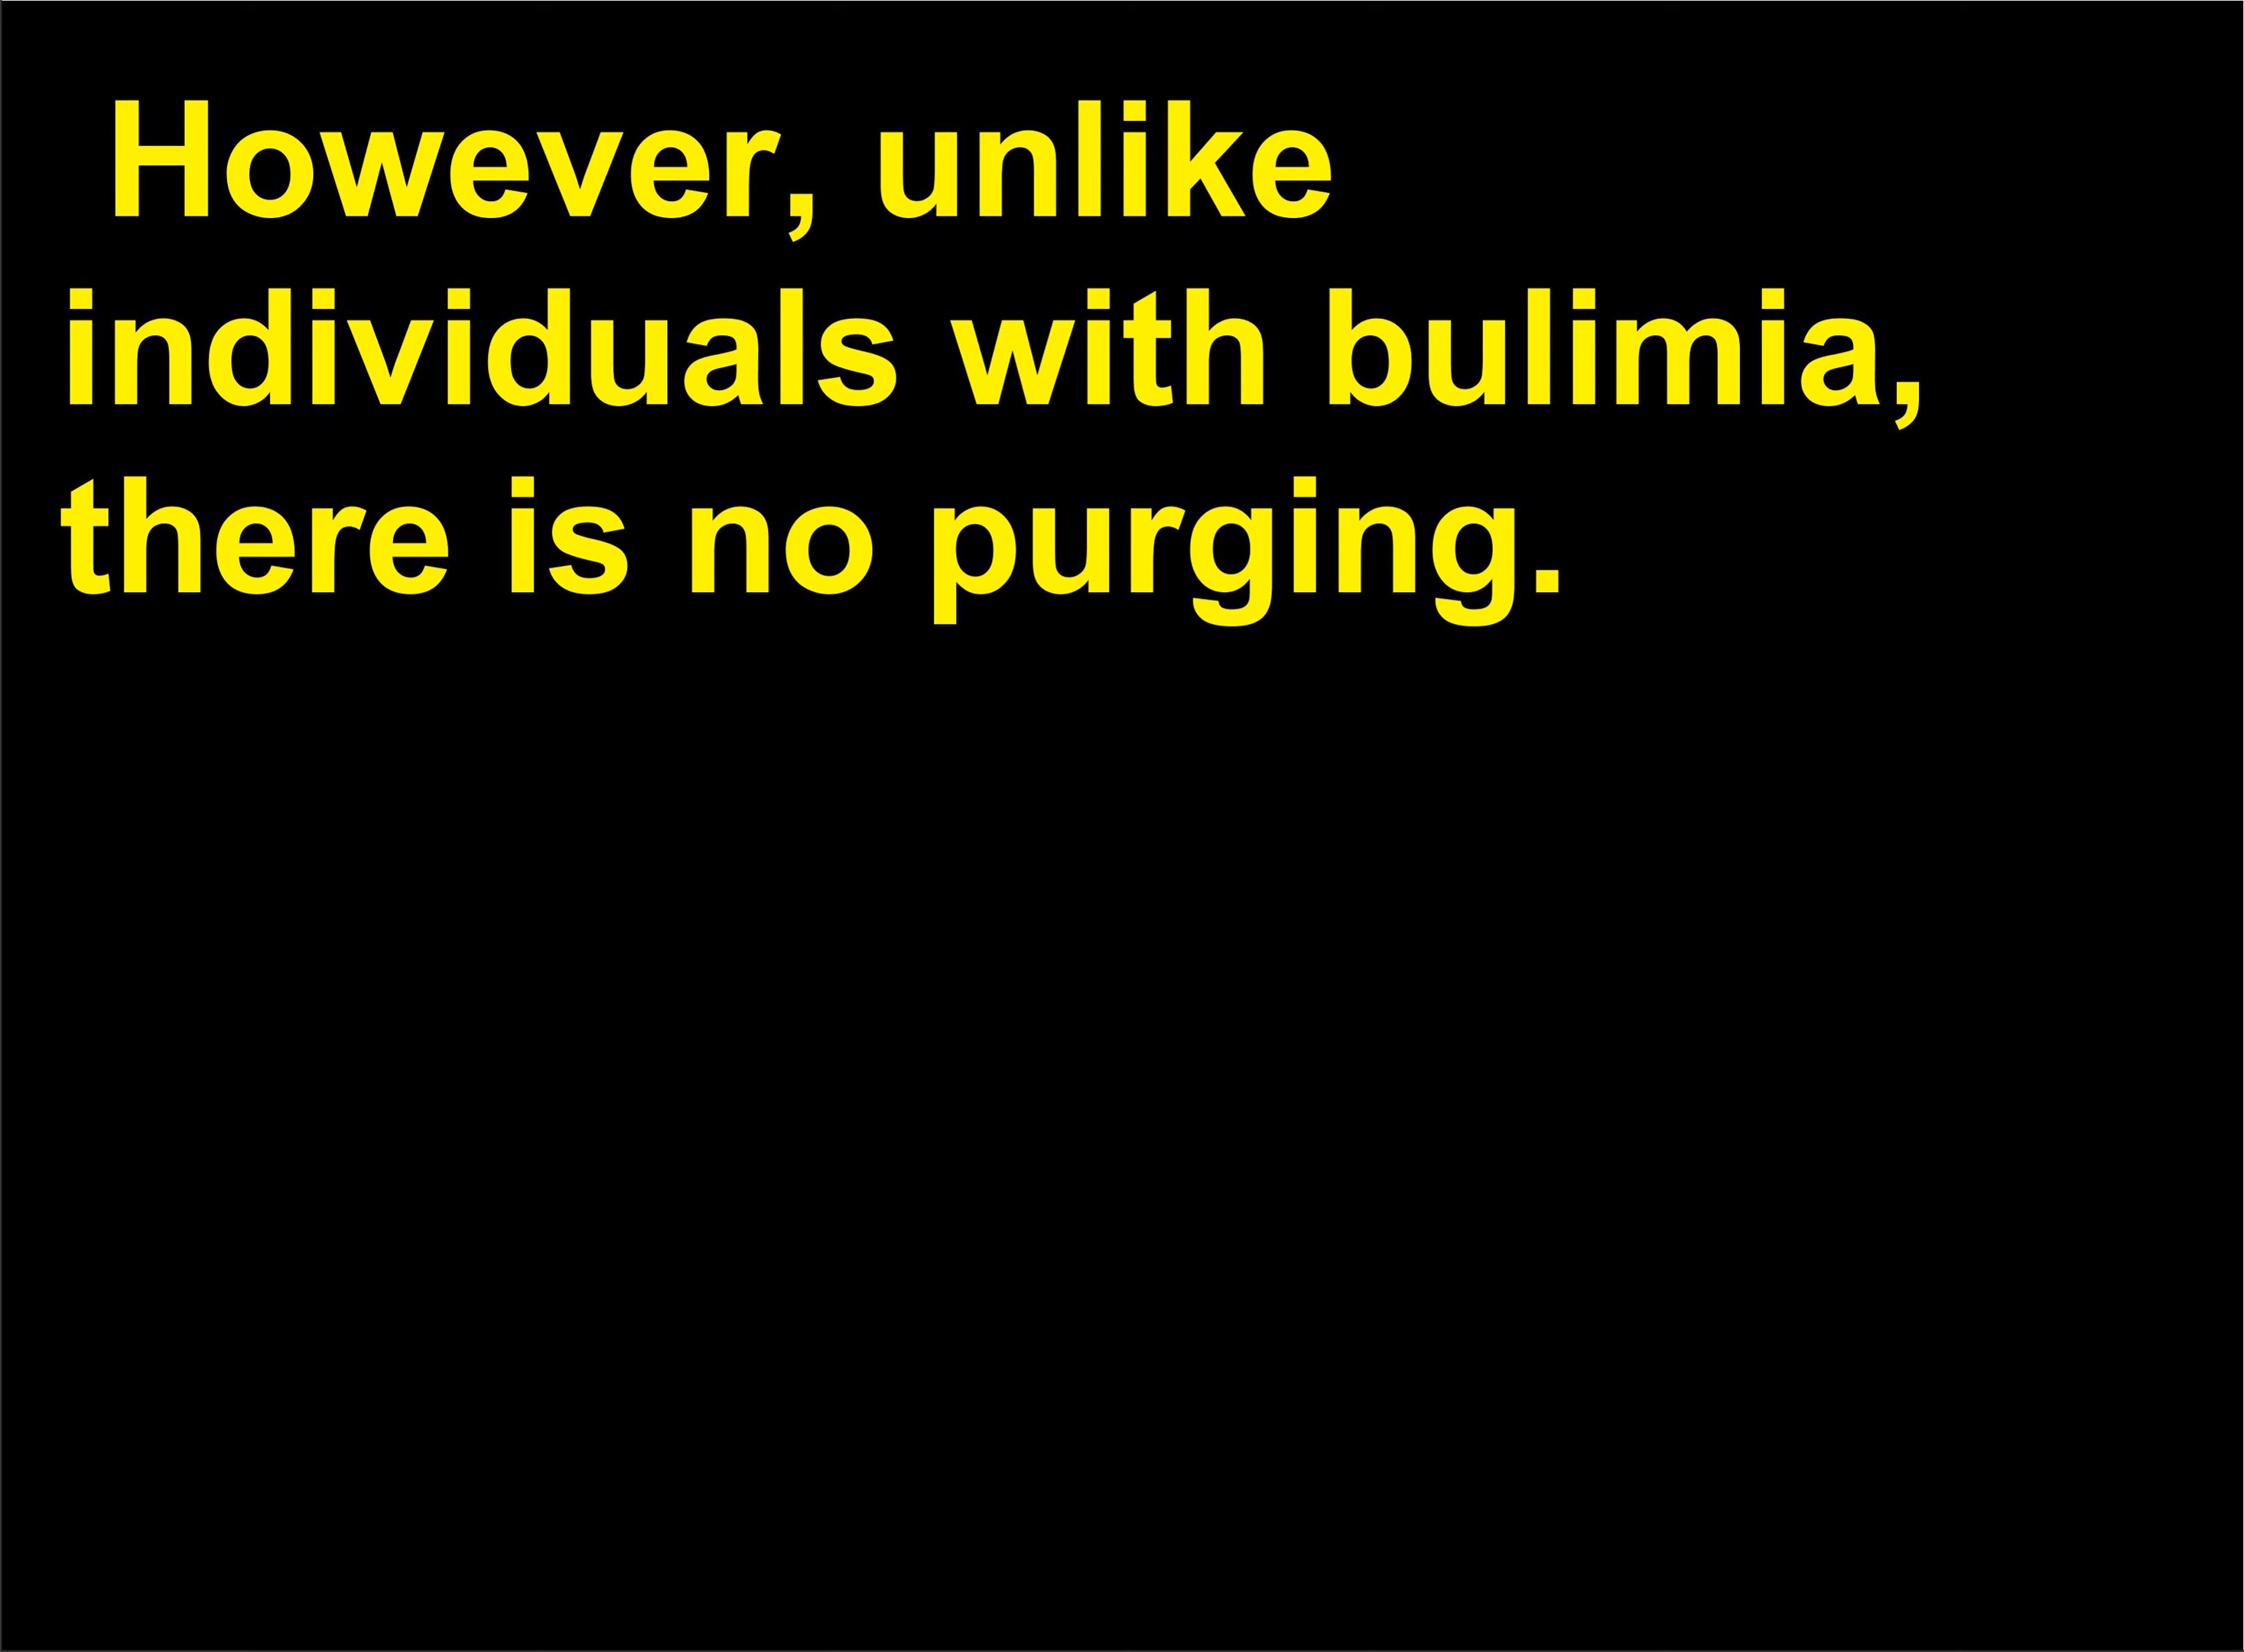 However, unlike
individuals with bulimia,
there is no purging.